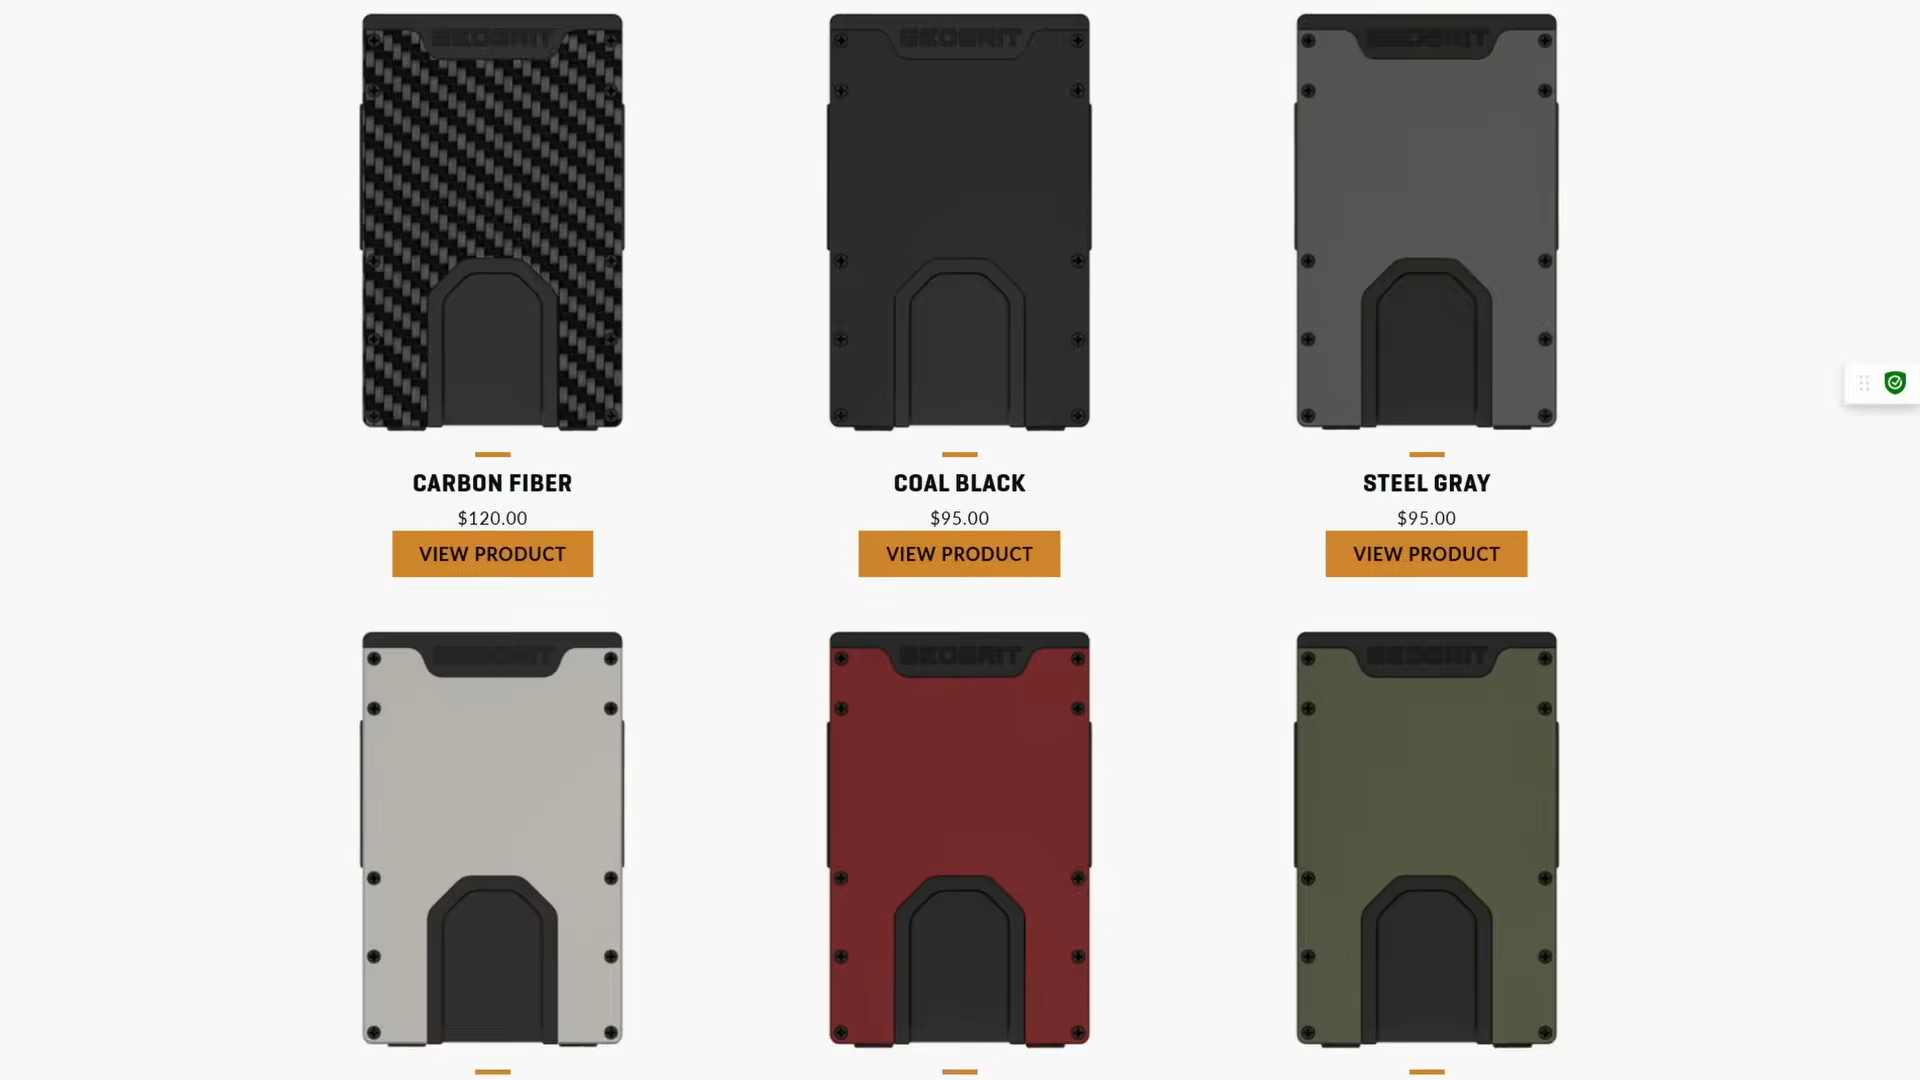 CARBON FIBER
$120.00
VIEW PRODUCT
COAL BLACK
$95.00
VIEW PRODUCT
STEEL GRAY
$95.00
VIEW PRODUCT